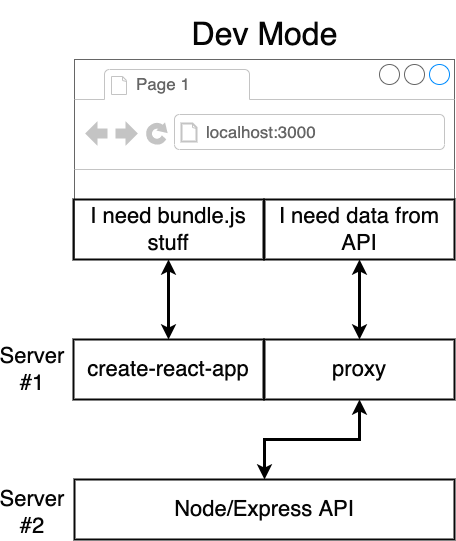 Dev Mode
Page 1
localhost:3000
I need bundle.js
stuff
I need data from
API
Server
#1
create-react-app
proxy
Server
#2
Node/Express API